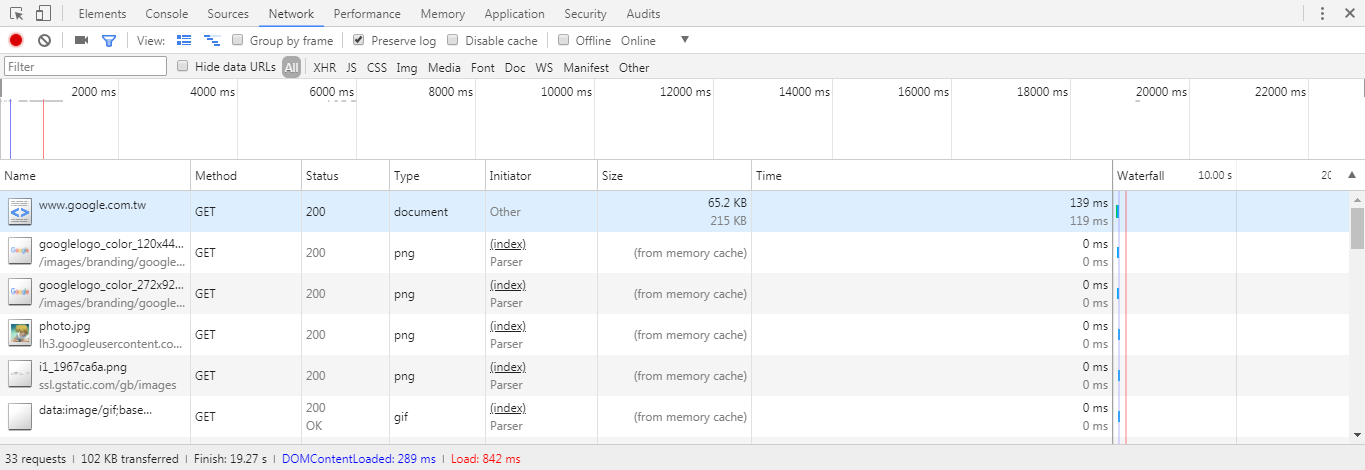 Elements Console Sources Network Performance Memory Application Security Audits
View: Group by frame Preserve log Disable cache Offline Online
Filter Hide data URLs All XHR JS CSS Img Media Font Doc WS Manifest Other
2000 ms 4000 ms 6000 ms 8000 ms 10000 ms 12000 ms 14000 ms 16000 ms 18000 ms 20000 ms 22000 ms
Name Method Status Type Initiator Size Time Waterfall 10.00 s 20
www.google.com.tw GET 200 document Other 65.2 KB 139 ms
215 KB 119 ms
googlelogo_color_120x44... GET 200 png (index) (from memory cache) 0 ms
/images/branding/google... Parser 0 ms
googlelogo_color_272x92... GET 200 png (index) (from memory cache) 0 ms
/images/branding/google... Parser 0 ms
photo.jpg GET 200 png (index) (from memory cache) 0 ms
lh3.googleusercontent.co... Parser 0 ms
i1_1967ca6a.png GET 200 png (index) (from memory cache) 0 ms
ssl.gstatic.com/gb/images Parser 0 ms
data:image/gif;base... GET 200 gif (index) (from memory cache) 0 ms
OK Parser 0 ms
33 requests | 102 KB transferred | Finish: 19.27 s | DOMContentLoaded: 289 ms | Load: 842 ms